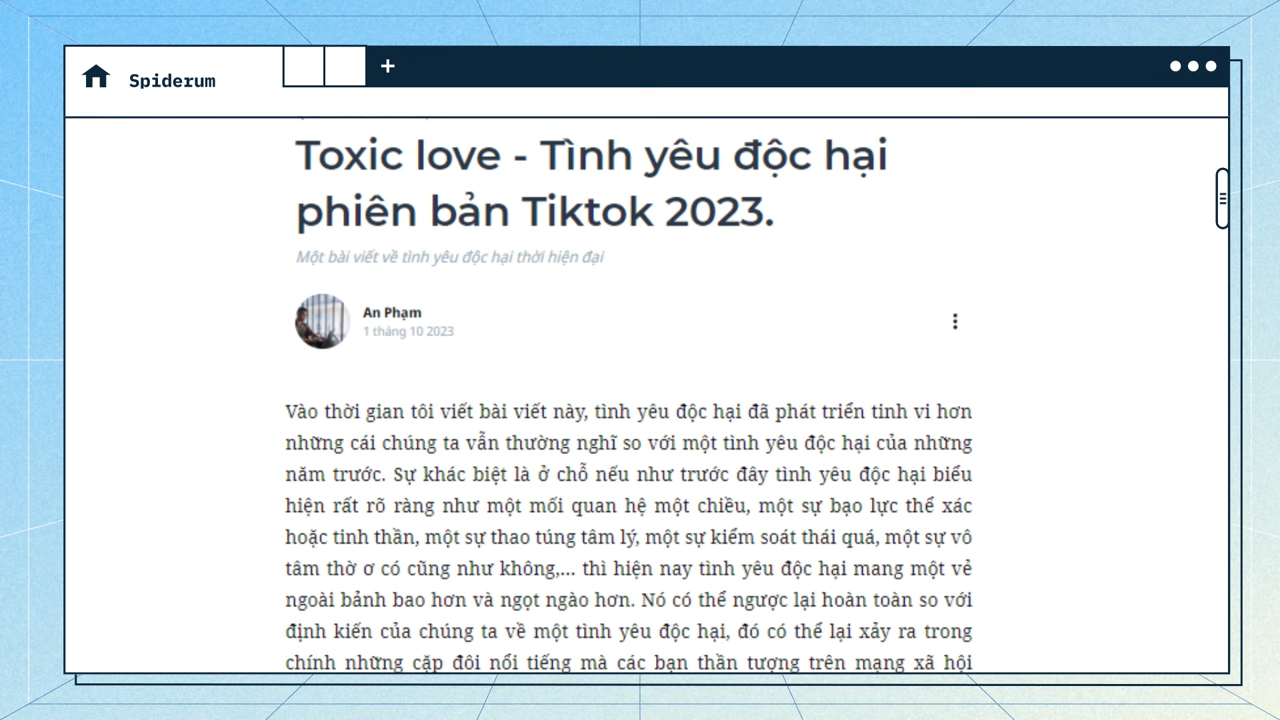 Spiderum
Toxic love - Tình yêu độc hại
phiên bản Tiktok 2023.
Một bài viết về tình yêu độc hại thời hiện đại
An Phạm
1 tháng 10 2023
Vào thời gian tôi viết bài viết này, tình yêu độc hại đã phát triển tinh vi hơn
những cái chúng ta vẫn thường nghĩ so với một tình yêu độc hại của những
năm trước. Sự khác biệt là ở chỗ nếu như trước đây tình yêu độc hại biểu
hiện rất rõ ràng như một mối quan hệ một chiều, một sự bạo lực thể xác
hoặc tinh thần, một sự thao túng tâm lý, một sự kiểm soát thái quá, một sự vô
tâm thờ ơ có cũng như không,... thì hiện nay tình yêu độc hại mang một vẻ
ngoài bảnh bao hơn và ngọt ngào hơn. Nó có thể ngược lại hoàn toàn so với
định kiến của chúng ta về một tình yêu độc hại, đó có thể lại xảy ra trong
chính những cặp đôi nổi tiếng mà các bạn thần tượng trên mạng xã hội